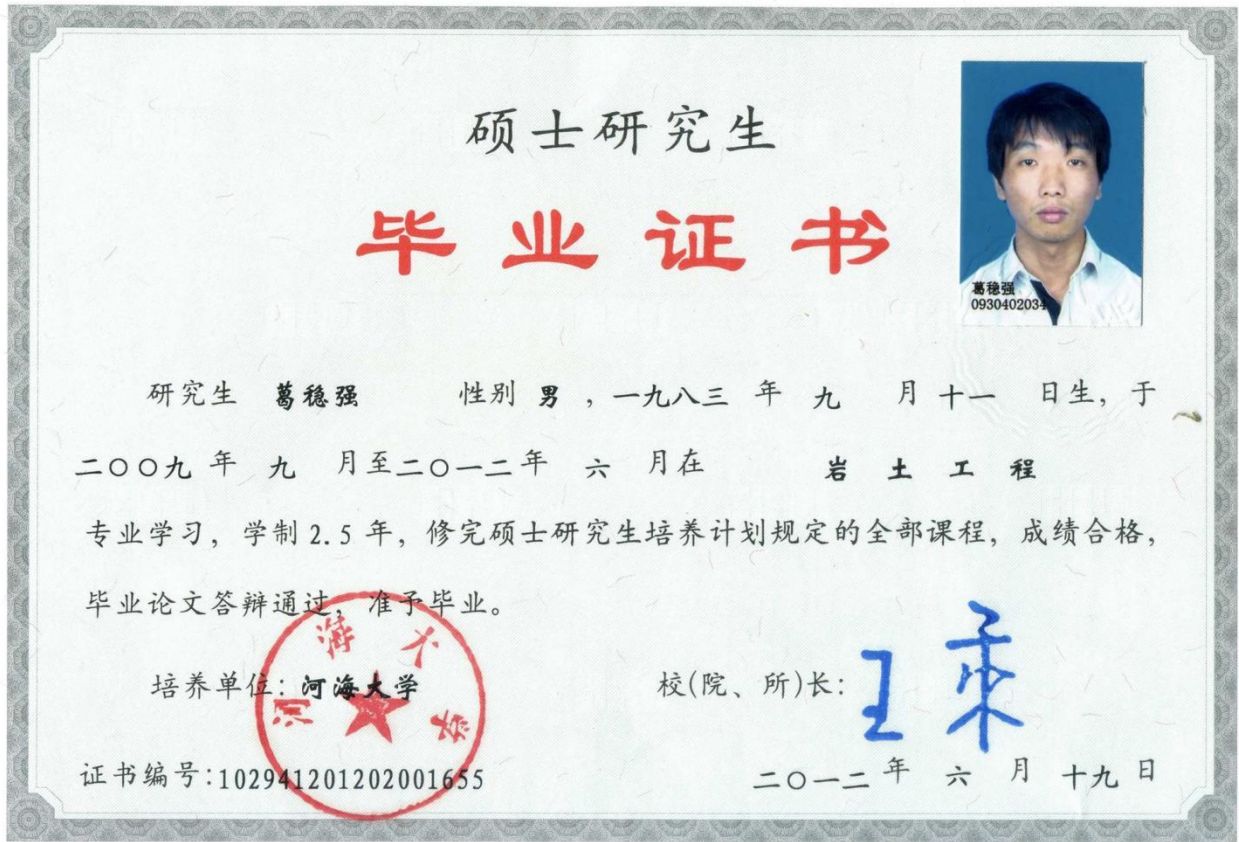 硕士研究生
毕业证书
葛稳强
0930402034
研究生 葛稳强 性别 男 ，一九八三 年 九 月 十一 日生，于
二〇〇九 年 九 月至二〇一二年 六 月在 岩土工程
专业学习，学制2.5年，修完硕士研究生培养计划规定的全部课程，成绩合格，
毕业论文答辩通过，准予毕业。
河海大学
培养单位：河海大学 校(院、所)长：
王乘
证书编号：102941201202001655 二〇一二年 六 月 十九 日